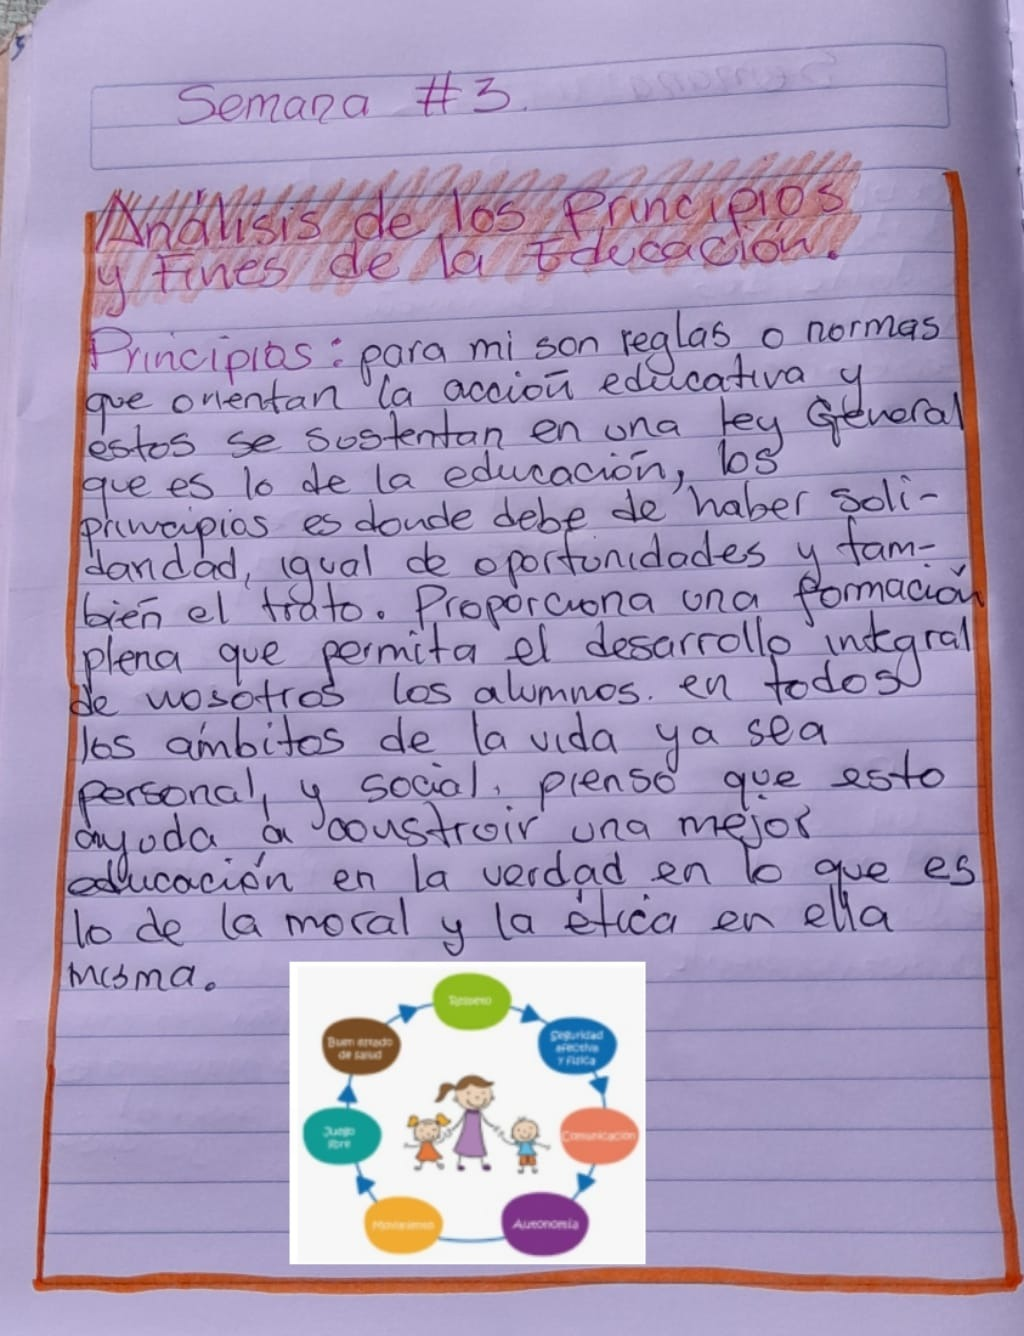 Semana #3.
Análisis de los Principios
y Fines de la Educación.
Principios: para mi son reglas o normas
que orientan la acción educativa y
estos se sustentan en una ley General
que es lo de la educación, los
principios es donde debe de haber soli-
daridad, igual de oportunidades y tam-
bién el trato. Proporciona una formación
plena que permita el desarrollo integral
de nosotros los alumnos. en todos
los ámbitos de la vida ya sea
personal, y social, pienso que esto
ayuda a construir una mejor
educación en la verdad en lo que es
lo de la moral y la ética en ella
misma.
Respeto
Seguridad
afectiva
y física
Comunicación
Autonomía
Movimiento
Juego
libre
Buen estado
de salud